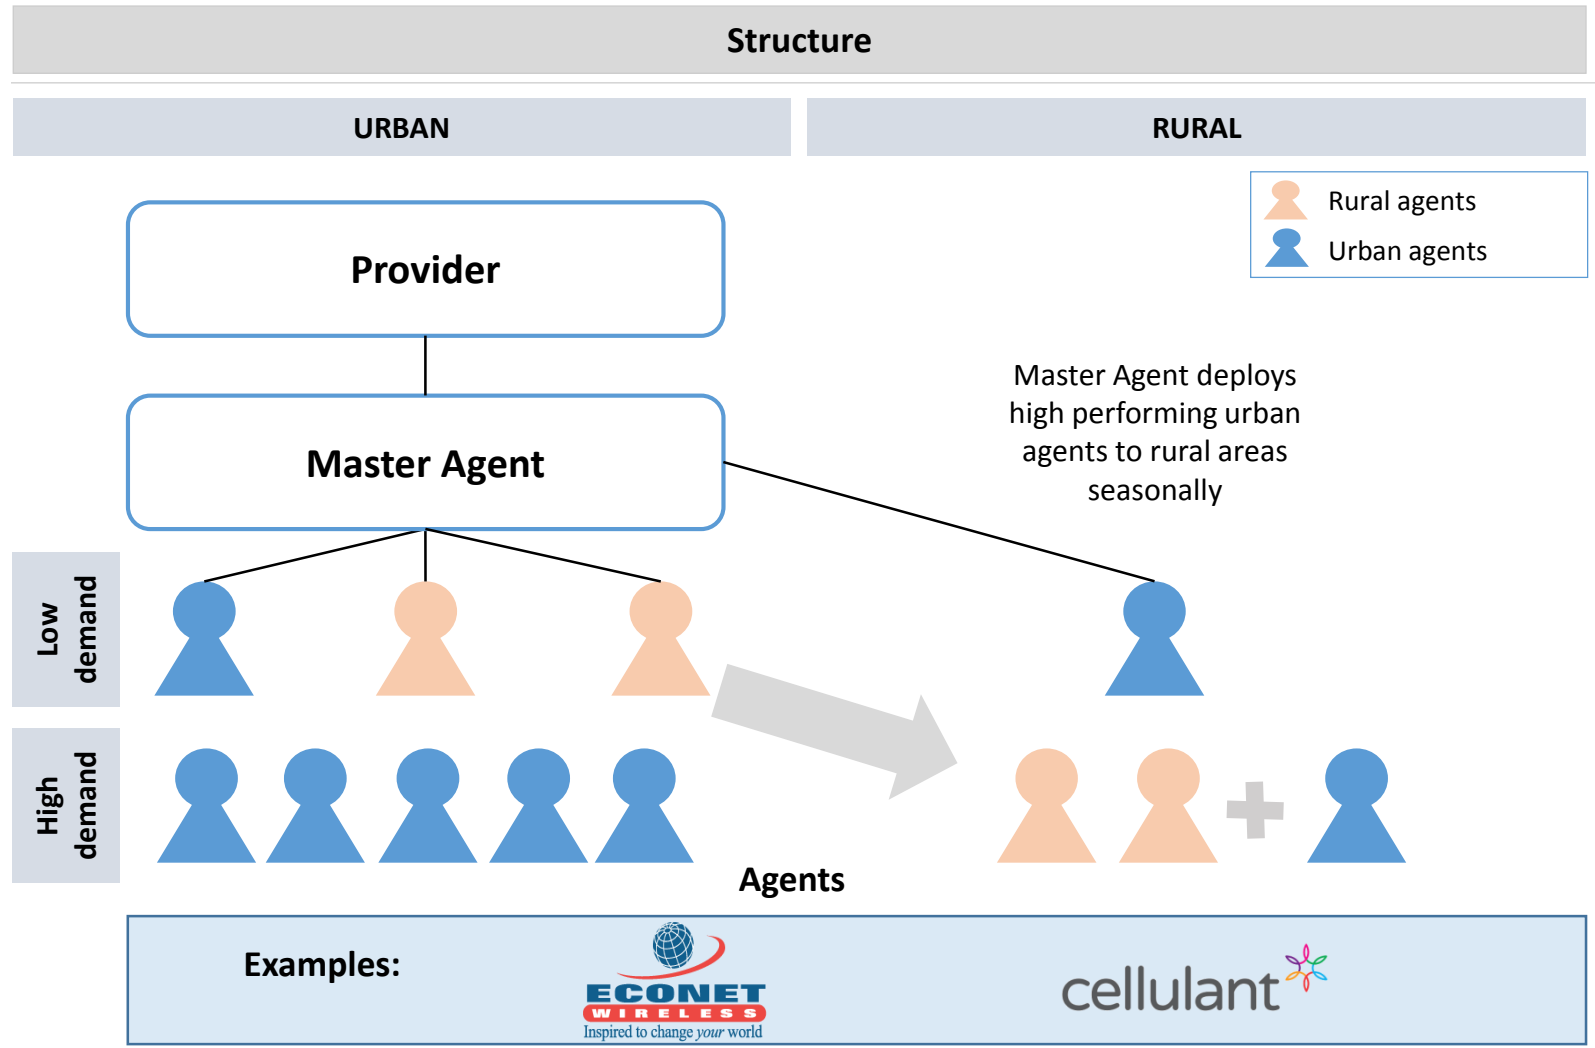 Structure
URBAN
RURAL
Rural agents
Urban agents
Provider
Master Agent deploys
high performing urban
agents to rural areas
seasonally
Master Agent
Low
demand
High
demand
Agents
Examples:
ECONET
WIRELESS
Inspired to change your world
cellulant